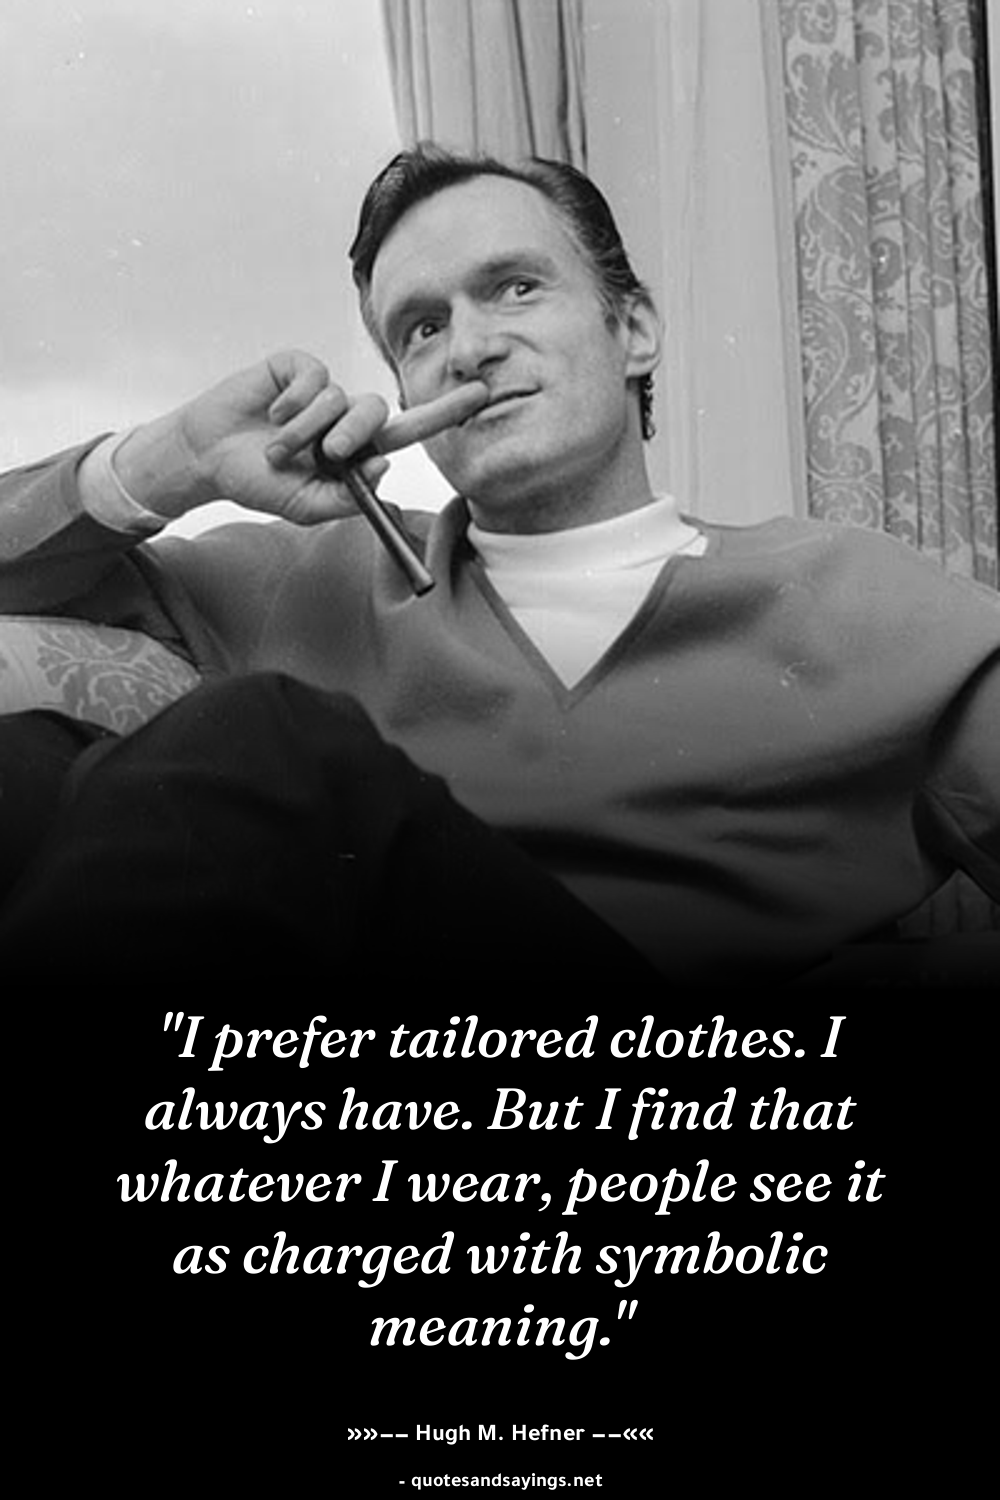 "I prefer tailored clothes. I
always have. But I find that
whatever I wear, people see it
as charged with symbolic
meaning."
»»–– Hugh M. Hefner ––««
- quotesandsayings.net